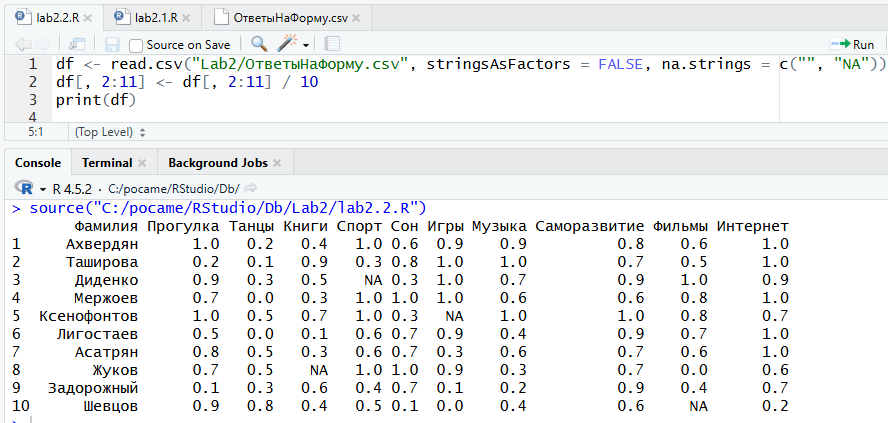 lab2.2.R × lab2.1.R × ОтветыНаФорму.csv ×
Source on Save Run
1 df <- read.csv("Lab2/ОтветыНаФорму.csv", stringsAsFactors = FALSE, na.strings = c("", "NA"))
2 df[, 2:11] <- df[, 2:11] / 10
3 print(df)
4
5:1 (Top Level)
Console Terminal × Background Jobs ×
R 4.5.2 · C:/pocame/RStudio/Db/
> source("C:/pocame/RStudio/Db/Lab2/lab2.2.R")
Фамилия Прогулка Танцы Книги Спорт Сон Игры Музыка Саморазвитие Фильмы Интернет
1 Ахвердян 1.0 0.2 0.4 1.0 0.6 0.9 0.9 0.8 0.6 1.0
2 Таширова 0.2 0.1 0.9 0.3 0.8 1.0 1.0 0.7 0.5 1.0
3 Диденко 0.9 0.3 0.5 NA 0.3 1.0 0.7 0.9 1.0 0.9
4 Мержоев 0.7 0.0 0.3 1.0 1.0 1.0 0.6 0.6 0.8 1.0
5 Ксенофонтов 1.0 0.5 0.7 1.0 0.3 NA 1.0 1.0 0.8 0.7
6 Лигостаев 0.5 0.0 0.1 0.6 0.7 0.9 0.4 0.9 0.7 1.0
7 Асатрян 0.8 0.5 0.3 0.6 0.7 0.3 0.6 0.7 0.6 1.0
8 Жуков 0.7 0.5 NA 1.0 1.0 0.9 0.3 0.7 0.0 0.6
9 Задорожный 0.1 0.3 0.6 0.4 0.7 0.1 0.2 0.9 0.4 0.7
10 Шевцов 0.9 0.8 0.4 0.5 0.1 0.0 0.4 0.6 NA 0.2
>